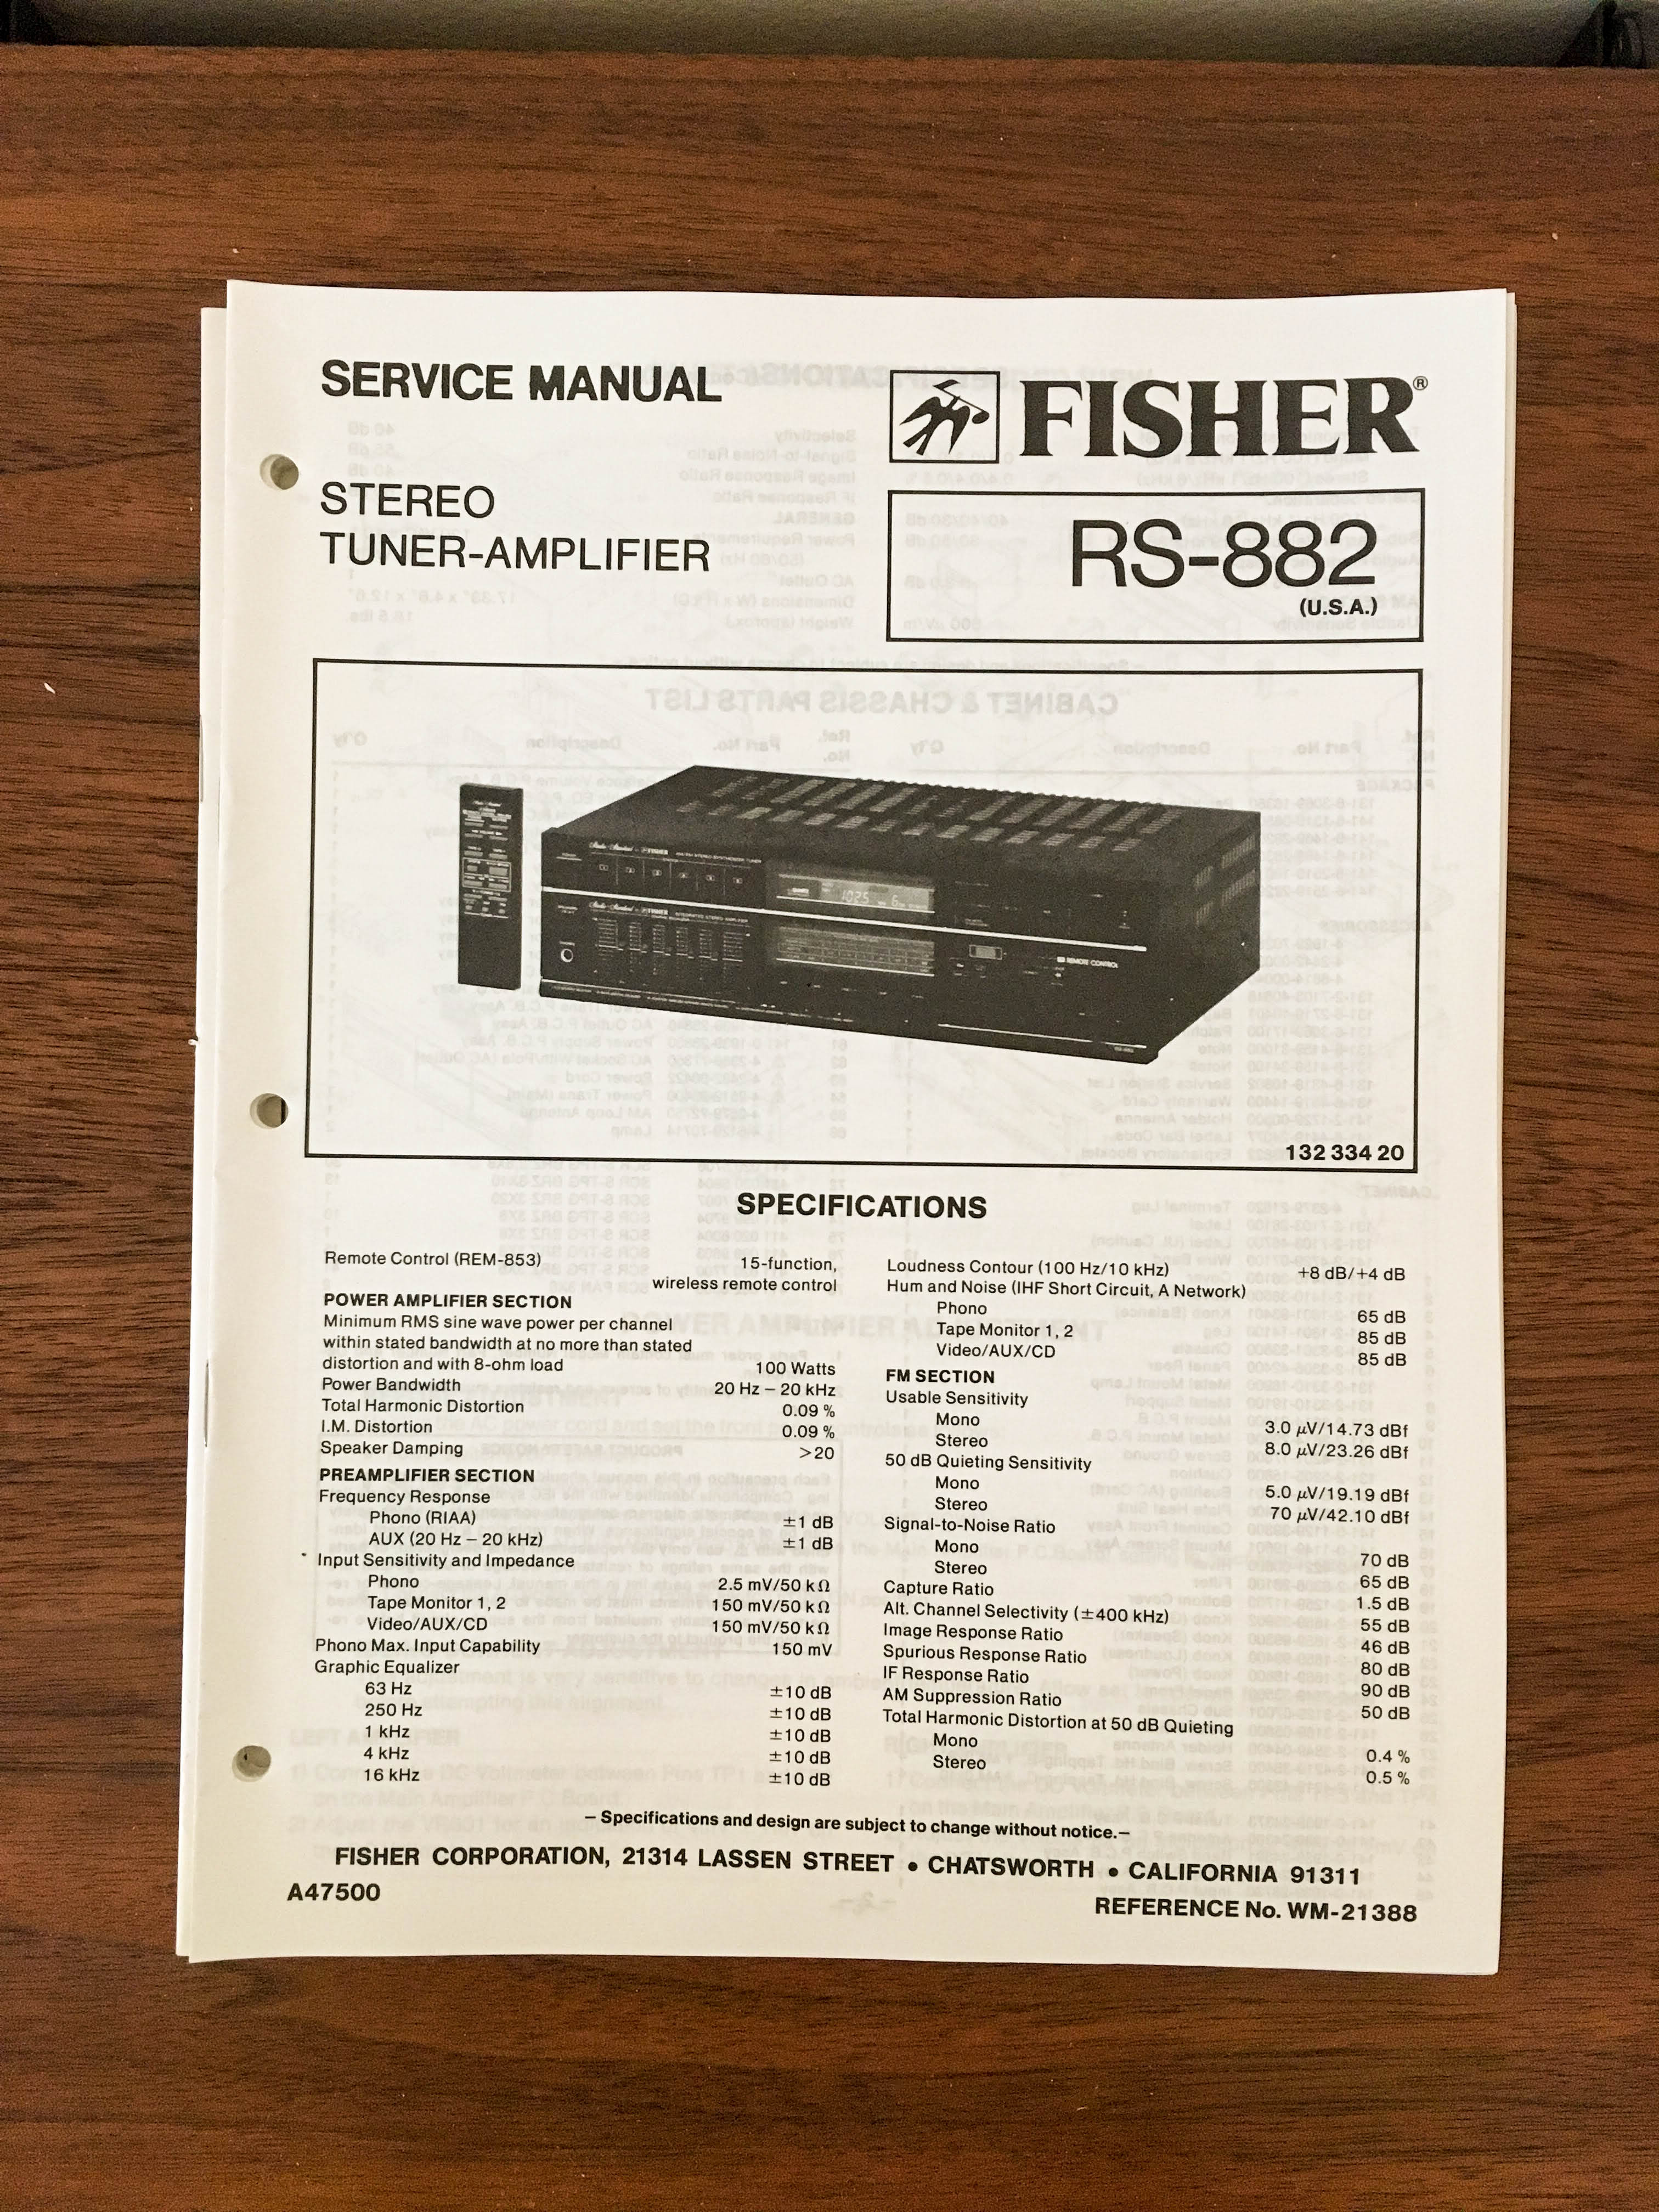 SERVICE MANUAL
FISHER®
STEREO
TUNER-AMPLIFIER
RS-882
(U.S.A.)
FISHER
1025
6
FISHER
INTEGRATED STEREO AMPLIFIER
REMOTE CONTROL
132 334 20
SPECIFICATIONS
Remote Control (REM-853) 15-function,
wireless remote control
POWER AMPLIFIER SECTION
Minimum RMS sine wave power per channel
within stated bandwidth at no more than stated
distortion and with 8-ohm load 100 Watts
Power Bandwidth 20 Hz – 20 kHz
Total Harmonic Distortion 0.09 %
I.M. Distortion 0.09 %
Speaker Damping >20
PREAMPLIFIER SECTION
Frequency Response
Phono (RIAA) ±1 dB
AUX (20 Hz – 20 kHz) ±1 dB
Input Sensitivity and Impedance
Phono 2.5 mV/50 kΩ
Tape Monitor 1, 2 150 mV/50 kΩ
Video/AUX/CD 150 mV/50 kΩ
Phono Max. Input Capability 150 mV
Graphic Equalizer
63 Hz ±10 dB
250 Hz ±10 dB
1 kHz ±10 dB
4 kHz ±10 dB
16 kHz ±10 dB
Loudness Contour (100 Hz/10 kHz) +8 dB/+4 dB
Hum and Noise (IHF Short Circuit, A Network)
Phono 65 dB
Tape Monitor 1, 2 85 dB
Video/AUX/CD 85 dB
FM SECTION
Usable Sensitivity
Mono 3.0 μV/14.73 dBf
Stereo 8.0 μV/23.26 dBf
50 dB Quieting Sensitivity
Mono 5.0 μV/19.19 dBf
Stereo 70 μV/42.10 dBf
Signal-to-Noise Ratio
Mono 70 dB
Stereo 65 dB
Capture Ratio 1.5 dB
Alt. Channel Selectivity (±400 kHz) 55 dB
Image Response Ratio 46 dB
Spurious Response Ratio 80 dB
IF Response Ratio 90 dB
AM Suppression Ratio 50 dB
Total Harmonic Distortion at 50 dB Quieting
Mono 0.4 %
Stereo 0.5 %
– Specifications and design are subject to change without notice.–
FISHER CORPORATION, 21314 LASSEN STREET • CHATSWORTH • CALIFORNIA 91311
A47500
REFERENCE No. WM-21388